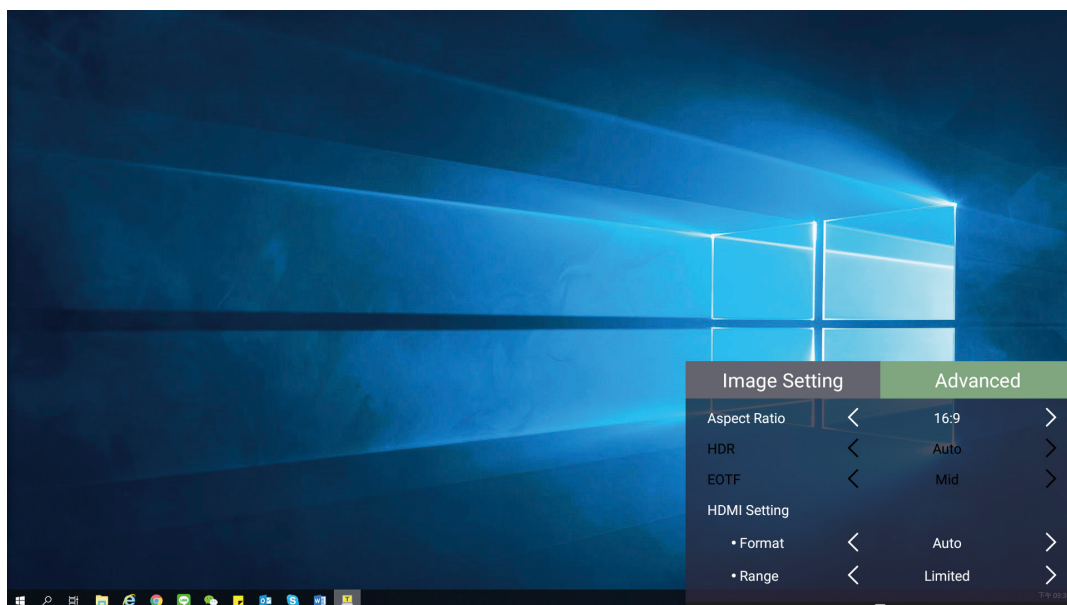 Image Setting Advanced
Aspect Ratio 16:9
HDR Auto
EOTF Mid
HDMI Setting
• Format Auto
• Range Limited